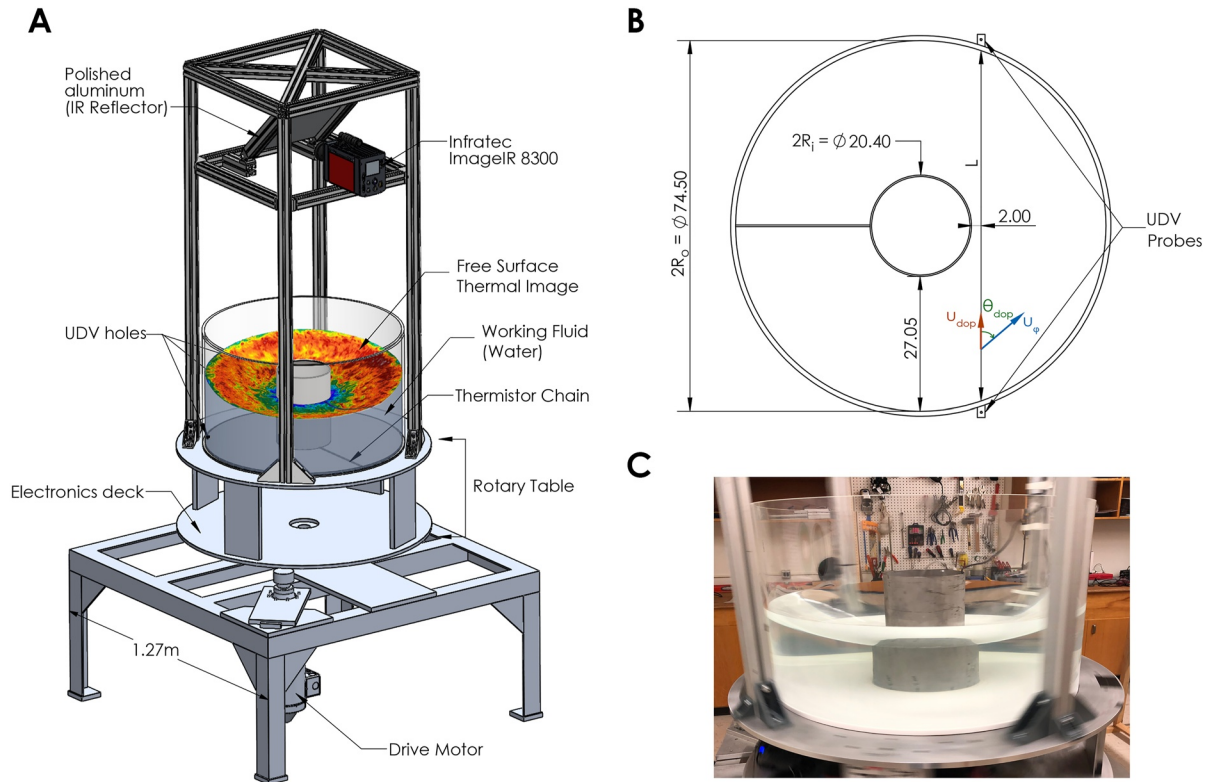 A
Polished
aluminum
(IR Reflector)
Infratec
ImageIR 8300
Free Surface
Thermal Image
UDV holes
Working Fluid
(Water)
Thermistor Chain
Electronics deck
Rotary Table
1.27m
Drive Motor
B
2Rᵢ = ∅ 20.40
2Rₒ = ∅ 74.50
L
2.00
UDV
Probes
27.05
U_dop
θ_dop
U_φ
C